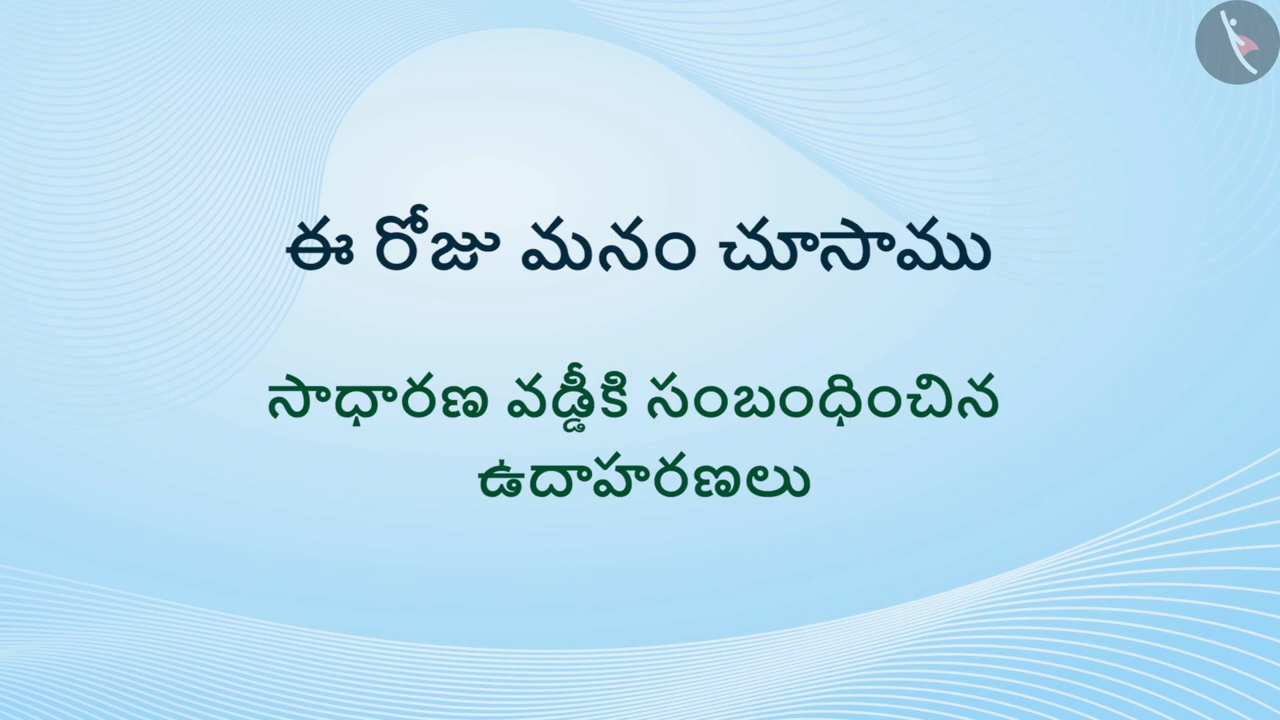 ఈ రోజు మనం చూసాము
సాధారణ వడ్డీకి సంబంధించిన
ఉదాహరణలు